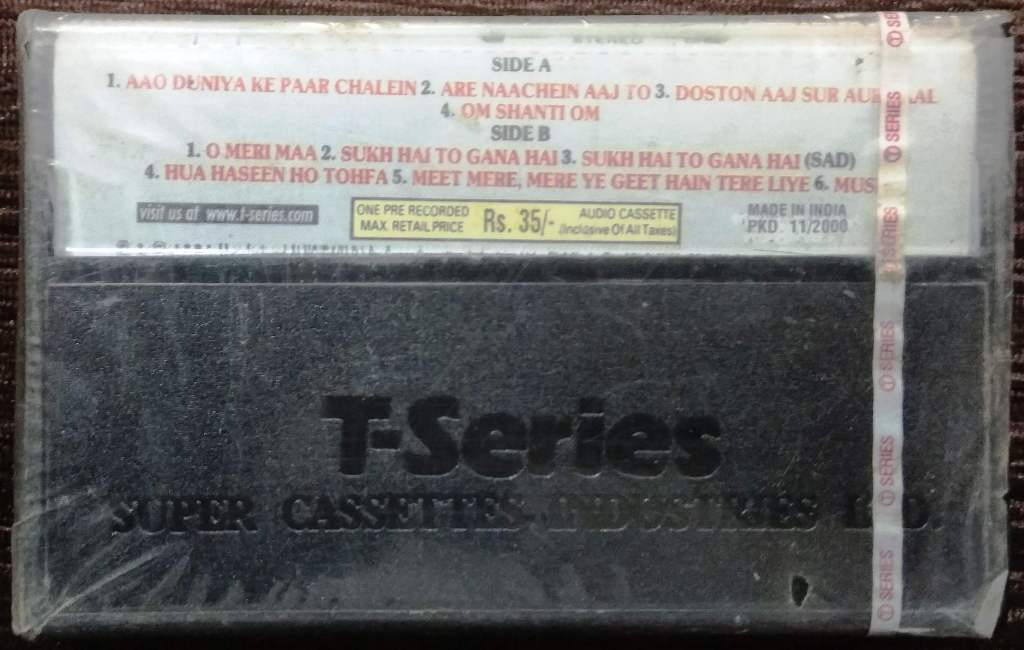 STEREO
SIDE A
1. AAO DUNIYA KE PAAR CHALEIN 2. ARE NAACHEIN AAJ TO 3. DOSTON AAJ SUR AUR
4. OM SHANTI OM
SIDE B
1. O MERI MAA 2. SUKH HAI TO GANA HAI 3. SUKH HAI TO GANA HAI (SAD)
4. HUA HASEEN HO TOHFA 5. MEET MERE, MERE YE GEET HAIN TERE LIYE 6. MUS
visit us at www.t-series.com
ONE PRE RECORDED AUDIO CASSETTE
MAX. RETAIL PRICE Rs. 35/- (Inclusive Of All Taxes)
MADE IN INDIA
PKD. 11/2000
T-Series
SUPER CASSETTES INDUSTRIES LTD.
T SERIES
T SERIES
T SERIES
T SERIES
T SERIES